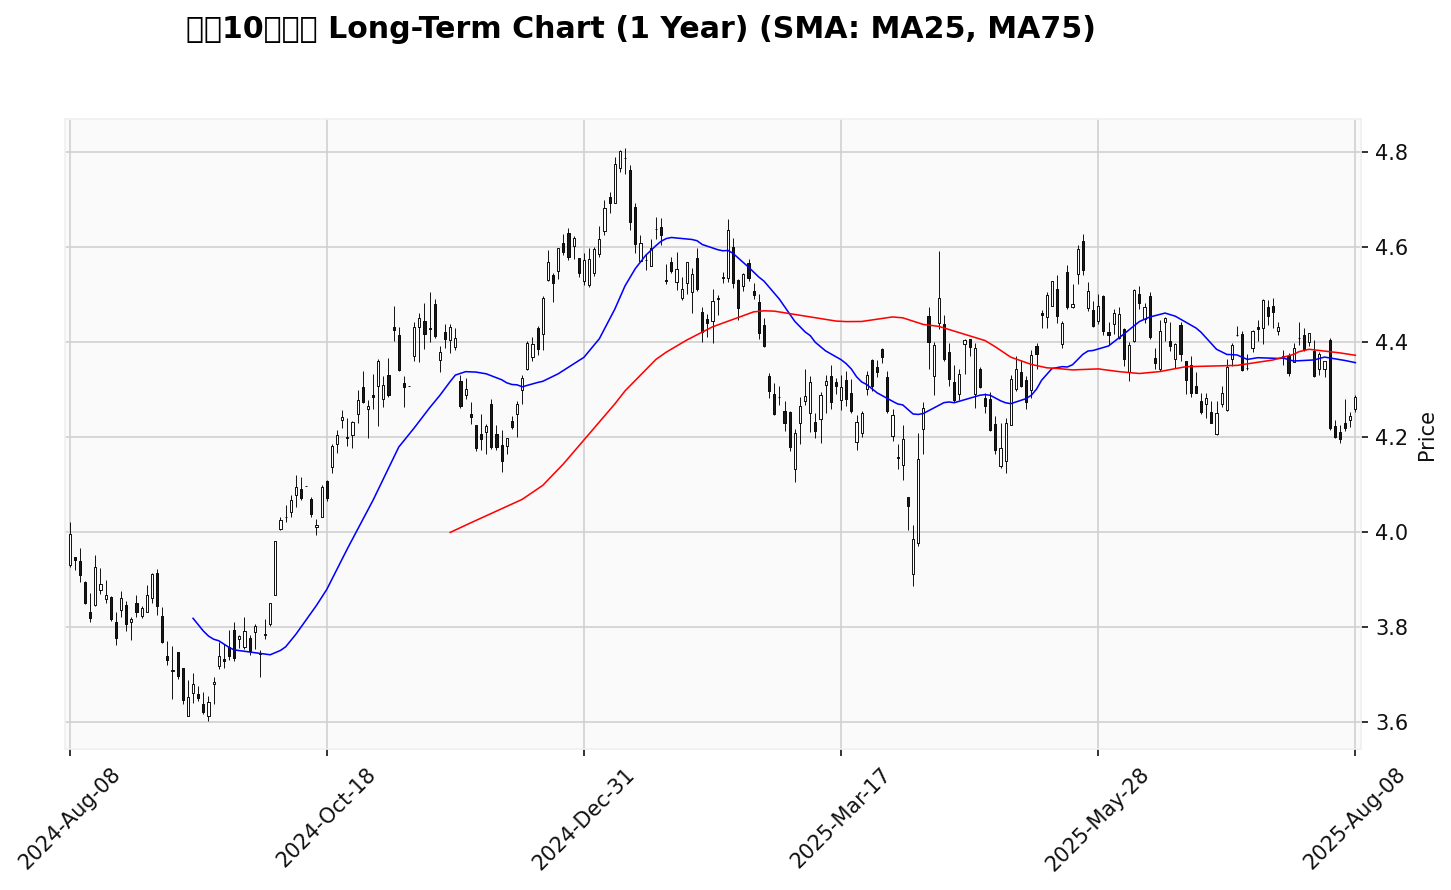 10 Long-Term Chart (1 Year) (SMA: MA25, MA75)
4.8
4.6
4.4
4.2
4.0
3.8
3.6
Price
2024-Aug-08
2024-Oct-18
2024-Dec-31
2025-Mar-17
2025-May-28
2025-Aug-08